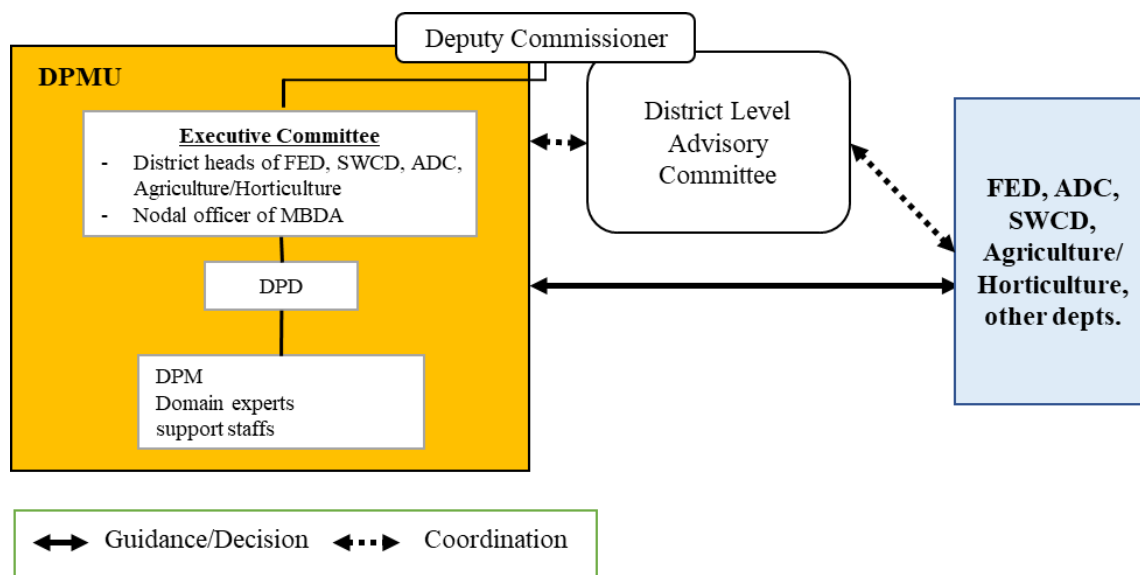 Deputy Commissioner
DPMU
Executive Committee
- District heads of FED, SWCD, ADC,
Agriculture/Horticulture
- Nodal officer of MBDA
DPD
DPM
Domain experts
support staffs
District Level
Advisory
Committee
FED, ADC,
SWCD,
Agriculture/
Horticulture,
other depts.
Guidance/Decision
Coordination